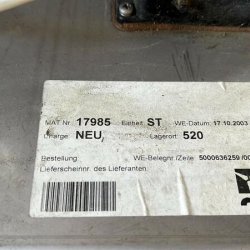 MAT Nr. 17985 Einheit ST WE-Datum: 17.10.2003
Charge: NEU, Lagerort: 520
Bestellung WE-Belegnr./Zeile: 5000636259 /00
Lieferscheinnr. des Lieferanten: